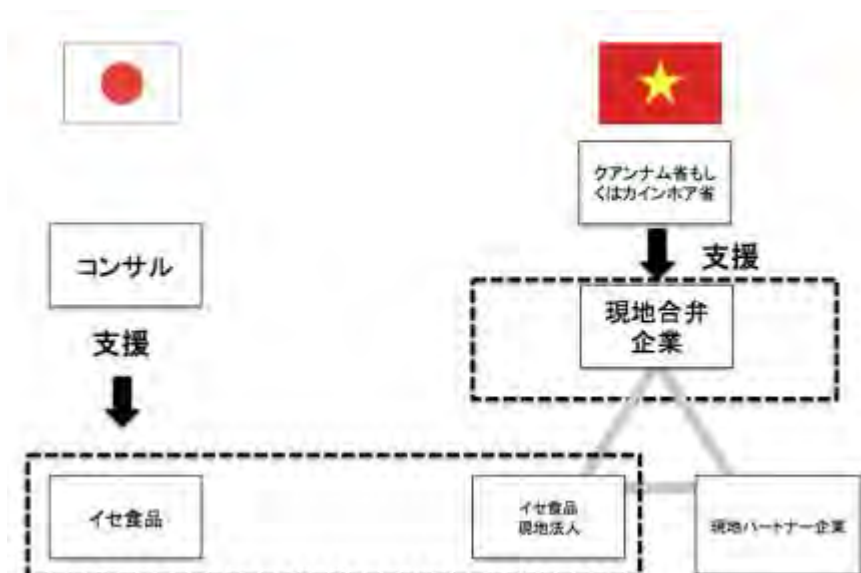 クアンナム省もし
くはカインホア省
コンサル
支援
支援
現地合弁
企業
イセ食品
イセ食品
現地法人
現地パートナー企業